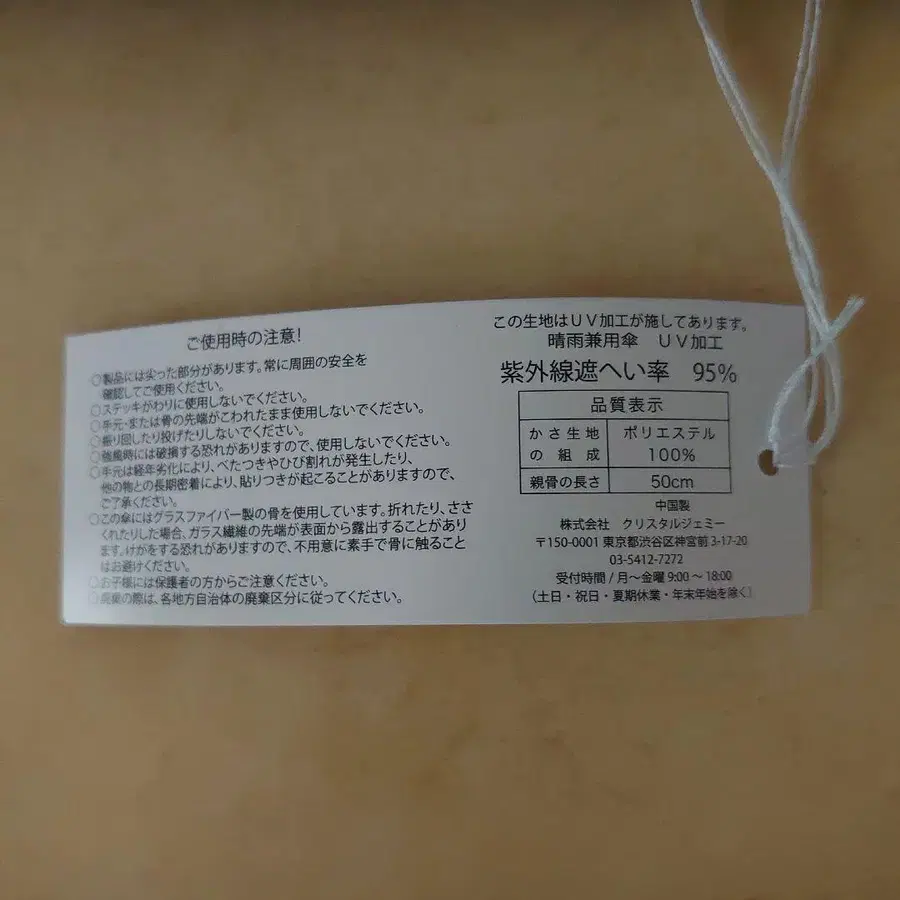 ご使用時の注意!
○製品には尖った部分があります。常に周囲の安全を
確認してご使用ください。
○ステッキがわりに使用しないでください。
○手元・または骨の先端がこわれたまま使用しないでください。
○振り回したり投げたりしないでください。
○強風時には破損する恐れがありますので、使用しないでください。
○手元は経年劣化により、べたつきやひび割れが発生したり、
他の物との長期密着により、貼りつきが起こることがありますので、
ご了承ください。
○この傘にはグラスファイバー製の骨を使用しています。折れたり、ささ
くれたりした場合、ガラス繊維の先端が表面から露出することがあり
ます。けがをする恐れがありますので、不用意に素手で骨に触ること
はお避けください。
○お子様には保護者の方からご注意ください。
○廃棄の際は、各地方自治体の廃棄区分に従ってください。
この生地はUV加工が施してあります。
晴雨兼用傘 UV加工
紫外線遮へい率 95%
品質表示
かさ生地の組成 ポリエステル100%
親骨の長さ 50cm
中国製
株式会社 クリスタルジェミー
〒150-0001 東京都渋谷区神宮前3-17-20
03-5412-7272
受付時間/月~金曜9:00~18:00
(土日・祝日・夏期休業・年末年始を除く)